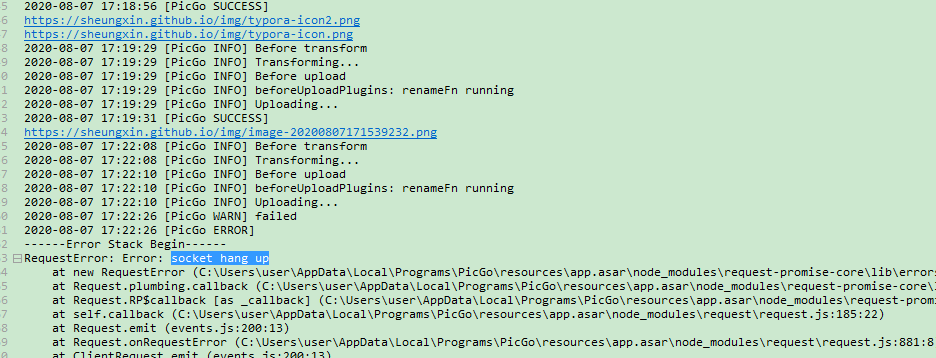 5 2020-08-07 17:18:56 [PicGo SUCCESS]
6 https://sheungxin.github.io/img/typora-icon2.png
7 https://sheungxin.github.io/img/typora-icon.png
8 2020-08-07 17:19:29 [PicGo INFO] Before transform
9 2020-08-07 17:19:29 [PicGo INFO] Transforming...
0 2020-08-07 17:19:29 [PicGo INFO] Before upload
1 2020-08-07 17:19:29 [PicGo INFO] beforeUploadPlugins: renameFn running
2 2020-08-07 17:19:29 [PicGo INFO] Uploading...
3 2020-08-07 17:19:31 [PicGo SUCCESS]
4 https://sheungxin.github.io/img/image-20200807171539232.png
5 2020-08-07 17:22:08 [PicGo INFO] Before transform
6 2020-08-07 17:22:08 [PicGo INFO] Transforming...
7 2020-08-07 17:22:10 [PicGo INFO] Before upload
8 2020-08-07 17:22:10 [PicGo INFO] beforeUploadPlugins: renameFn running
9 2020-08-07 17:22:10 [PicGo INFO] Uploading...
0 2020-08-07 17:22:26 [PicGo WARN] failed
1 2020-08-07 17:22:26 [PicGo ERROR]
2 ------Error Stack Begin------
3 RequestError: Error: socket hang up
4 at new RequestError (C:\Users\user\AppData\Local\Programs\PicGo\resources\app.asar\node_modules\request-promise-core\lib\errors
5 at Request.plumbing.callback (C:\Users\user\AppData\Local\Programs\PicGo\resources\app.asar\node_modules\request-promise-core\
6 at Request.RP$callback [as _callback] (C:\Users\user\AppData\Local\Programs\PicGo\resources\app.asar\node_modules\request-promi
7 at self.callback (C:\Users\user\AppData\Local\Programs\PicGo\resources\app.asar\node_modules\request\request.js:185:22)
8 at Request.emit (events.js:200:13)
9 at Request.onRequestError (C:\Users\user\AppData\Local\Programs\PicGo\resources\app.asar\node_modules\request\request.js:881:8
at ClientRequest.emit (events.js:200:13)